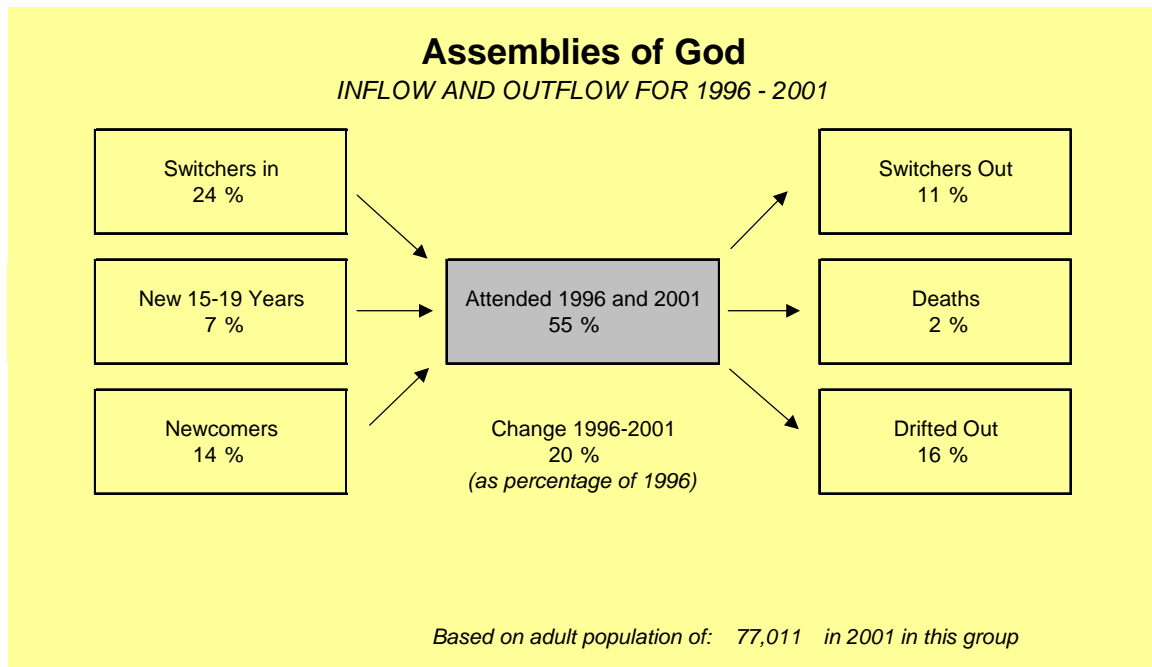 Assemblies of God
INFLOW AND OUTFLOW FOR 1996 - 2001
Switchers in
24 %
Switchers Out
11 %
New 15-19 Years
7 %
Attended 1996 and 2001
55 %
Deaths
2 %
Newcomers
14 %
Change 1996-2001
20 %
(as percentage of 1996)
Drifted Out
16 %
Based on adult population of: 77,011 in 2001 in this group